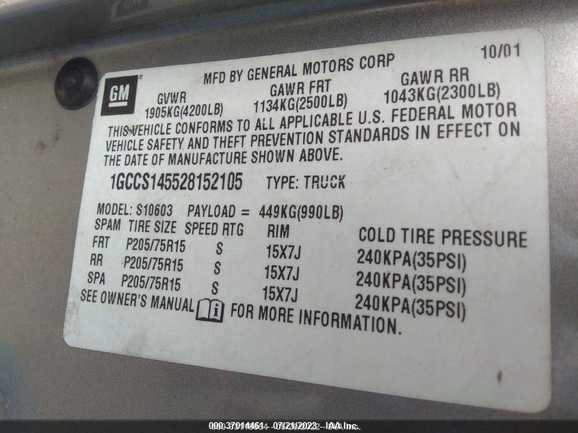 10/01
MFD BY GENERAL MOTORS CORP
GM
GVWR GAWR FRT GAWR RR
1905KG(4200LB) 1134KG(2500LB) 1043KG(2300LB)
THIS VEHICLE CONFORMS TO ALL APPLICABLE U.S. FEDERAL MOTOR
VEHICLE SAFETY AND THEFT PREVENTION STANDARDS IN EFFECT ON
THE DATE OF MANUFACTURE SHOWN ABOVE.
1GCCS145528152105 TYPE: TRUCK
MODEL: S10603 PAYLOAD = 449KG(990LB)
SPAM TIRE SIZE SPEED RTG RIM COLD TIRE PRESSURE
FRT P205/75R15 S 15X7J 240KPA(35PSI)
RR P205/75R15 S 15X7J 240KPA(35PSI)
SPA P205/75R15 S 15X7J 240KPA(35PSI)
SEE OWNER'S MANUAL i FOR MORE INFORMATION.
IAA Inc.